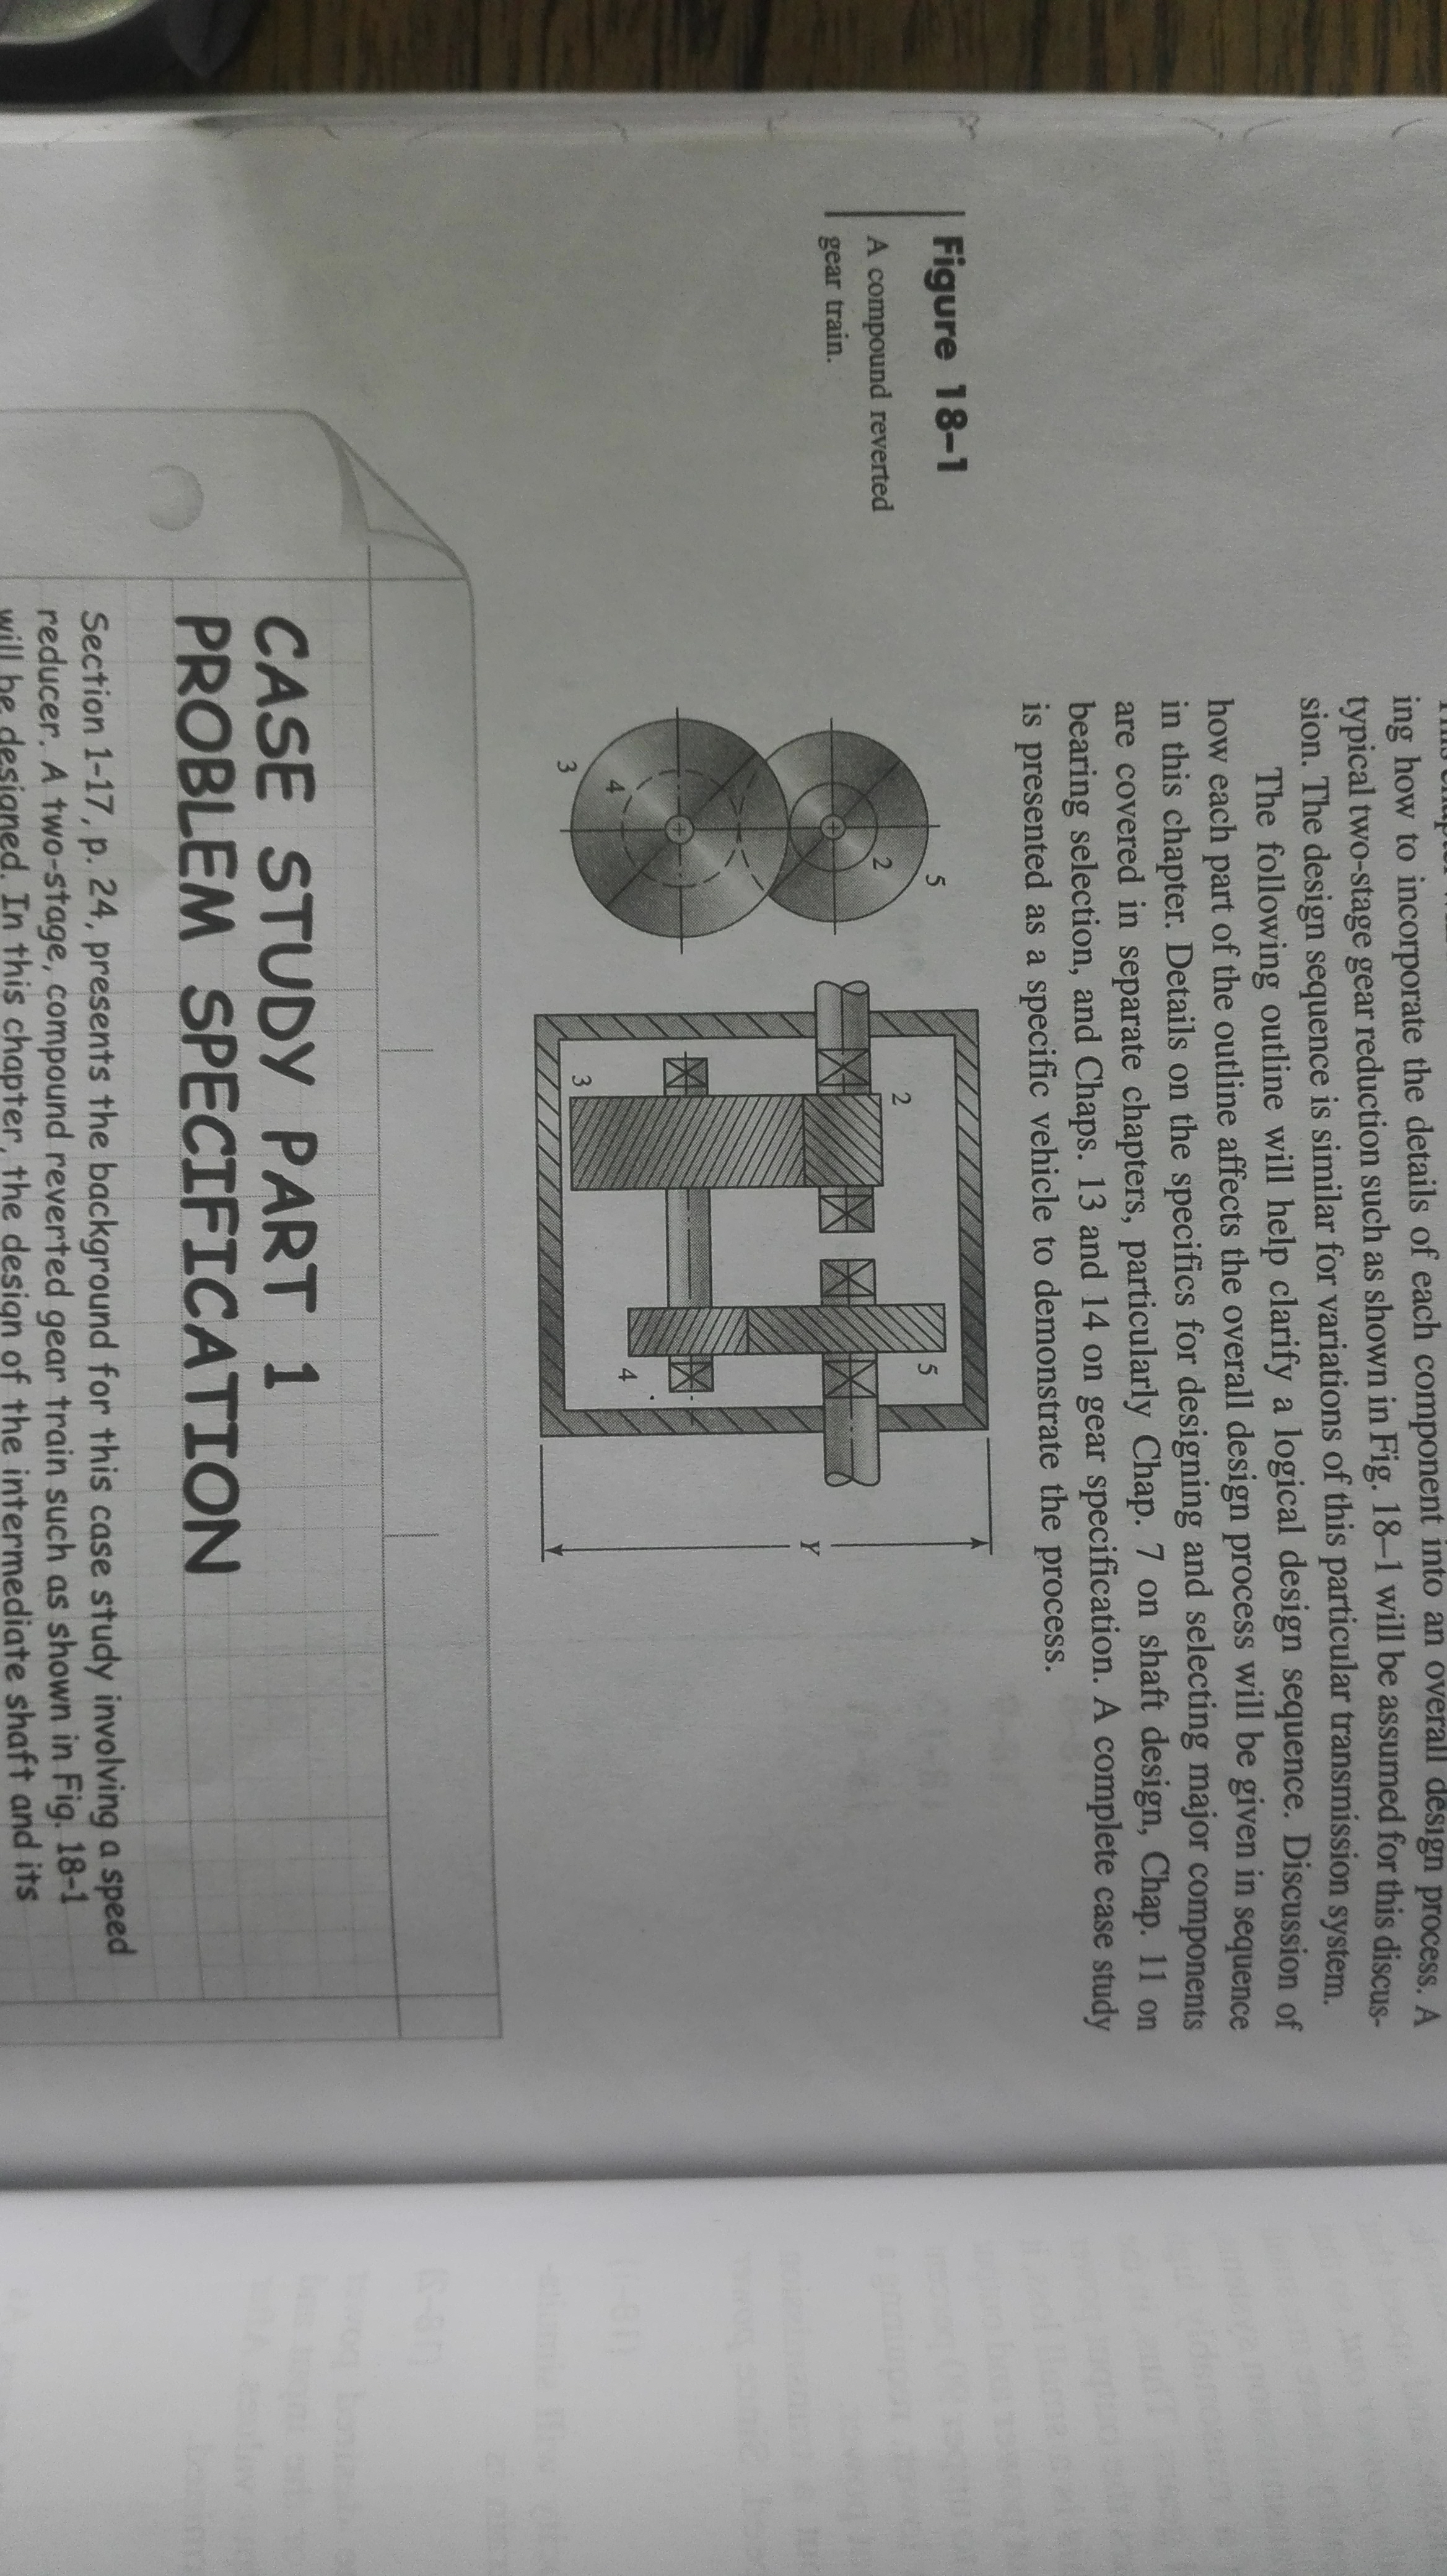 ing how to incorporate the details of each component into an overall design process. A
typical two-stage gear reduction such as shown in Fig. 18–1 will be assumed for this discus-
sion. The design sequence is similar for variations of this particular transmission system.
The following outline will help clarify a logical design sequence. Discussion of
how each part of the outline affects the overall design process will be given in sequence
in this chapter. Details on the specifics for designing and selecting major components
are covered in separate chapters, particularly Chap. 7 on shaft design, Chap. 11 on
bearing selection, and Chaps. 13 and 14 on gear specification. A complete case study
is presented as a specific vehicle to demonstrate the process.
Figure 18–1
A compound reverted
gear train.
5
2
4
3
2
5
3
4
Y
CASE STUDY PART 1
PROBLEM SPECIFICATION
Section 1-17, p. 24, presents the background for this case study involving a speed
reducer. A two-stage, compound reverted gear train such as shown in Fig. 18-1
will be designed. In this chapter, the design of the intermediate shaft and its